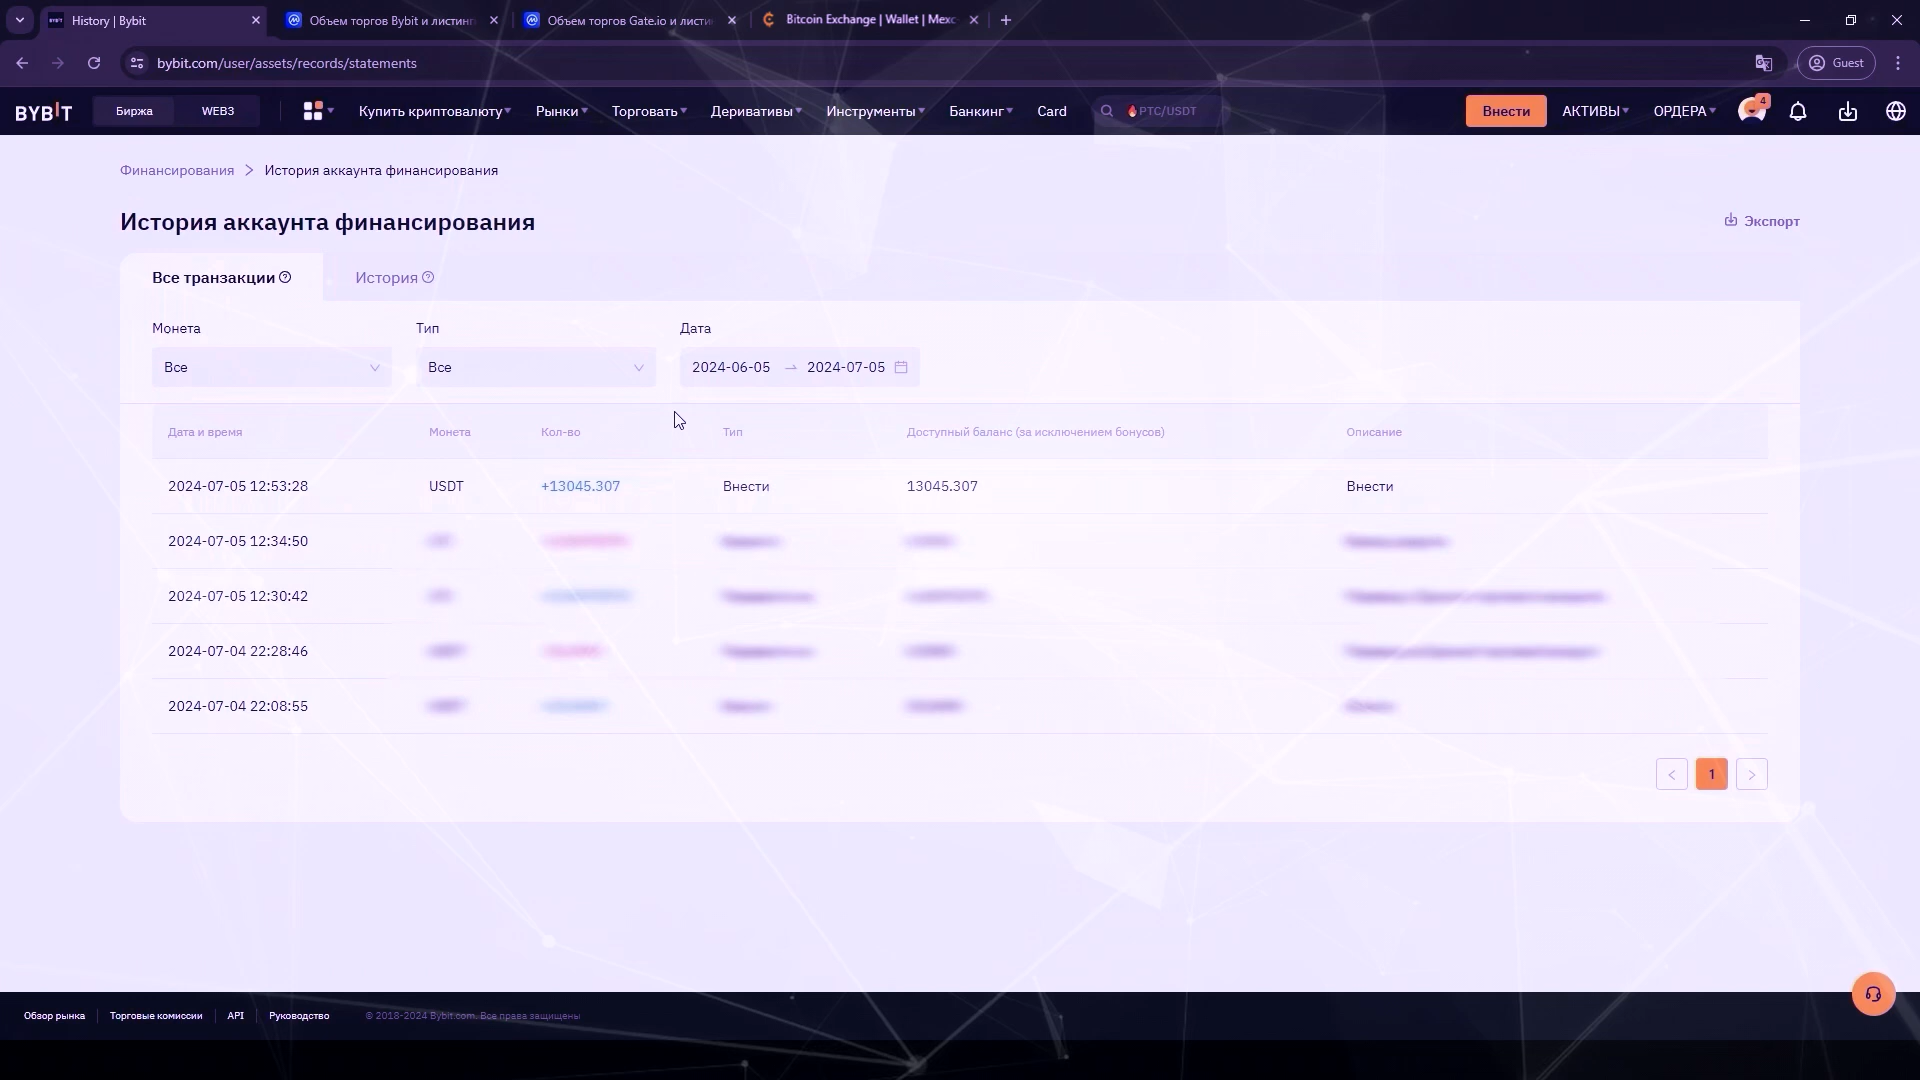 History | Bybit
Объем торгов Bybit и листинг
Объем торгов Gate.io и листи
Bitcoin Exchange | Wallet | Mexc
bybit.com/user/assets/records/statements
Guest
BYBIT
Биржа
WEB3
Купить криптовалюту
Рынки
Торговать
Деривативы
Инструменты
Банкинг
Card
PTC/USDT
Внести
АКТИВЫ
ОРДЕРА
4
Финансирования > История аккаунта финансирования
История аккаунта финансирования
Экспорт
Все транзакции
История
Монета
Тип
Дата
Все
Все
2024-06-05 → 2024-07-05
Дата и время
Монета
Кол-во
Тип
Доступный баланс (за исключением бонусов)
Описание
2024-07-05 12:53:28 USDT +13045.307 Внести 13045.307 Внести
2024-07-05 12:34:50
2024-07-05 12:30:42
2024-07-04 22:28:46
2024-07-04 22:08:55
< 1 >
Обзор рынка
Торговые комиссии
API
Руководство
© 2018-2024 Bybit.com. Все права защищены